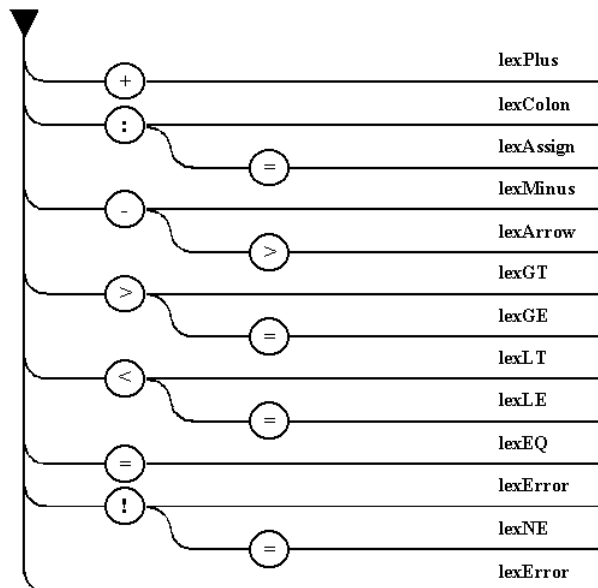 lexPlus
+
lexColon
:
lexAssign
=
lexMinus
-
lexArrow
>
lexGT
>
lexGE
=
lexLT
<
lexLE
=
lexEQ
=
lexError
!
lexNE
=
lexError